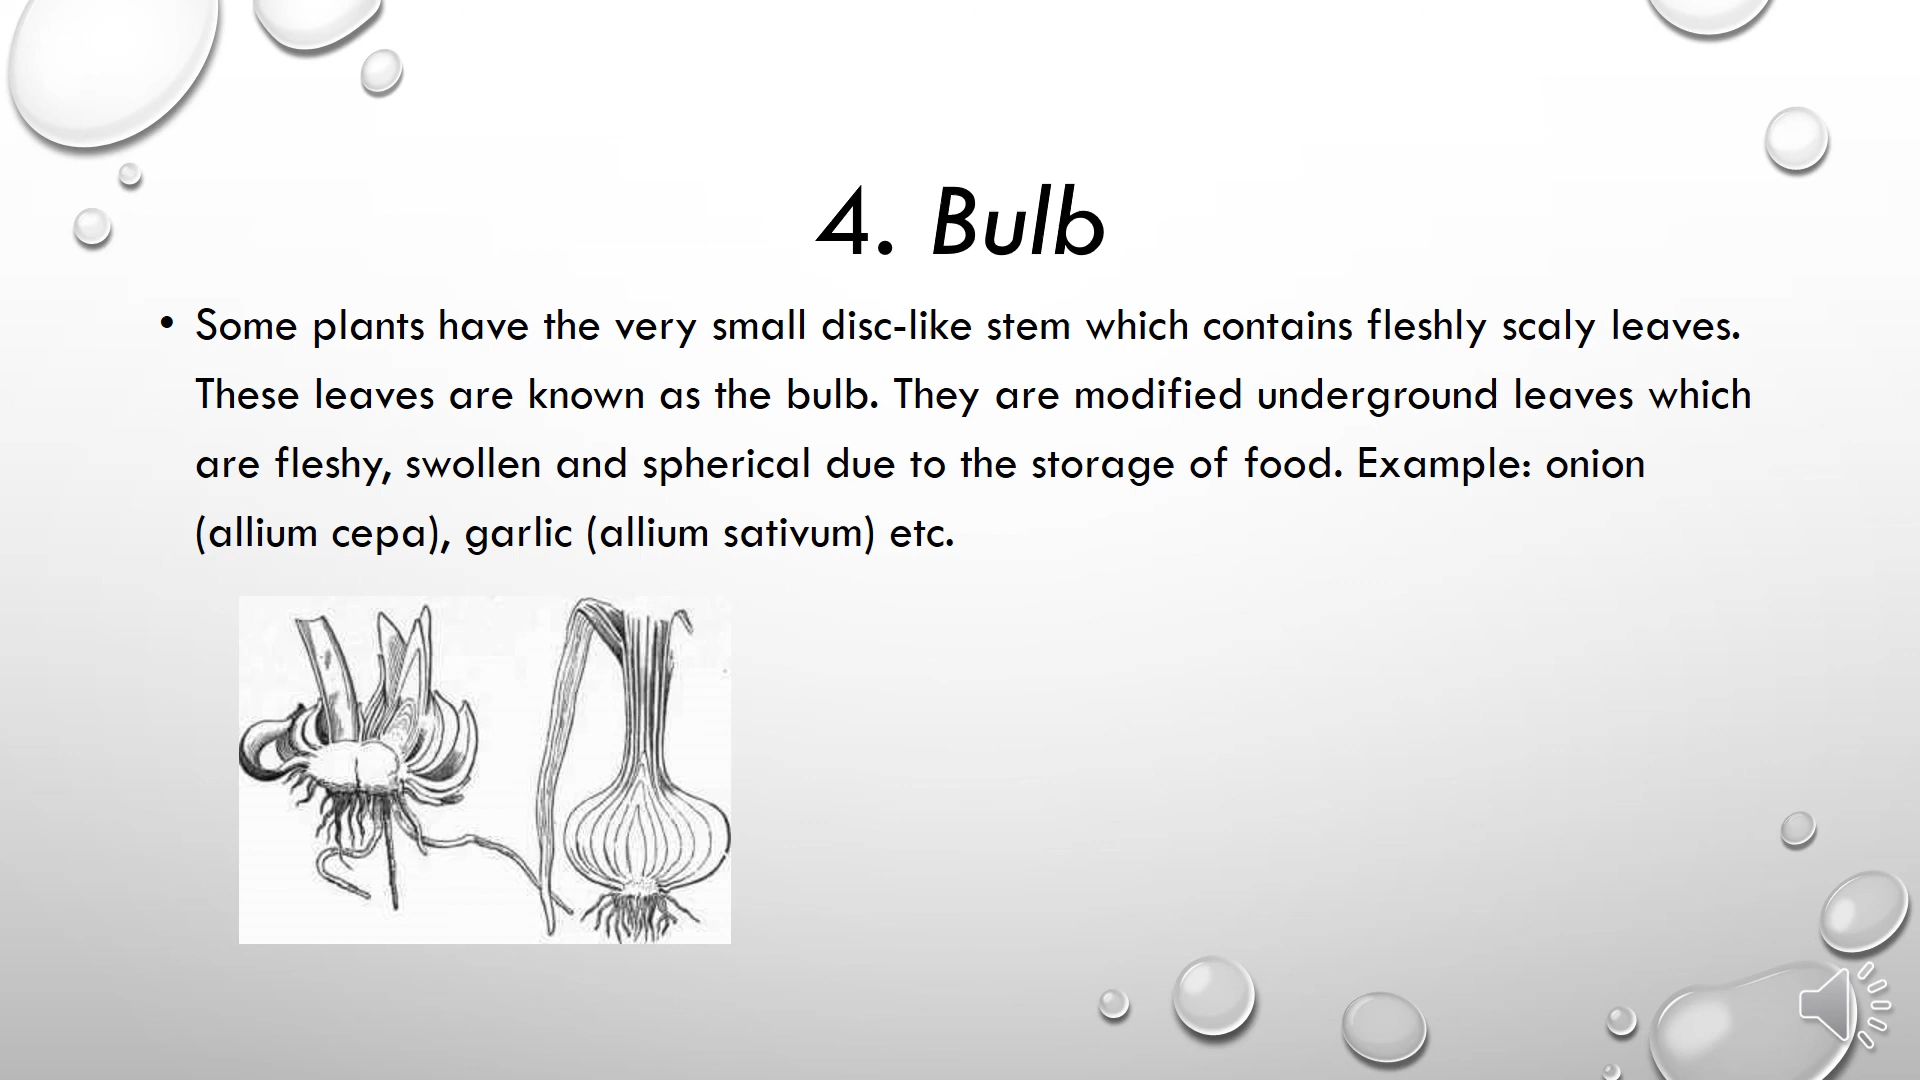 4. Bulb
• Some plants have the very small disc-like stem which contains fleshly scaly leaves.
These leaves are known as the bulb. They are modified underground leaves which
are fleshy, swollen and spherical due to the storage of food. Example: onion
(allium cepa), garlic (allium sativum) etc.